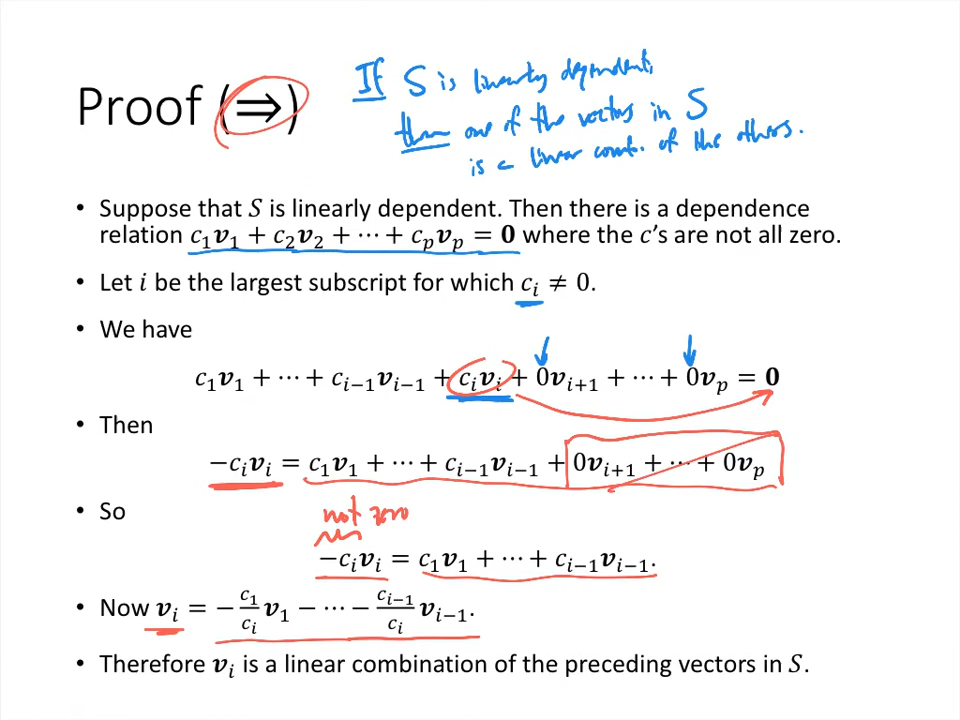 Proof (⇒)
If S is linearly dependent,
then one of the vectors in S
is a linear comb. of the others.
• Suppose that 𝑆 is linearly dependent. Then there is a dependence
relation 𝑐₁𝒗₁ + 𝑐₂𝒗₂ + ⋯ + 𝑐ₚ𝒗ₚ = 𝟎 where the 𝑐's are not all zero.
• Let 𝑖 be the largest subscript for which 𝑐ᵢ ≠ 0.
• We have
𝑐₁𝒗₁ + ⋯ + 𝑐ᵢ₋₁𝒗ᵢ₋₁ + 𝑐ᵢ𝒗ᵢ + 0𝒗ᵢ₊₁ + ⋯ + 0𝒗ₚ = 𝟎
• Then
−𝑐ᵢ𝒗ᵢ = 𝑐₁𝒗₁ + ⋯ + 𝑐ᵢ₋₁𝒗ᵢ₋₁ + 0𝒗ᵢ₊₁ + ⋯ + 0𝒗ₚ
• So
not zero
−𝑐ᵢ𝒗ᵢ = 𝑐₁𝒗₁ + ⋯ + 𝑐ᵢ₋₁𝒗ᵢ₋₁.
• Now 𝒗ᵢ = −𝑐₁/𝑐ᵢ 𝒗₁ − ⋯ − 𝑐ᵢ₋₁/𝑐ᵢ 𝒗ᵢ₋₁.
• Therefore 𝒗ᵢ is a linear combination of the preceding vectors in 𝑆.